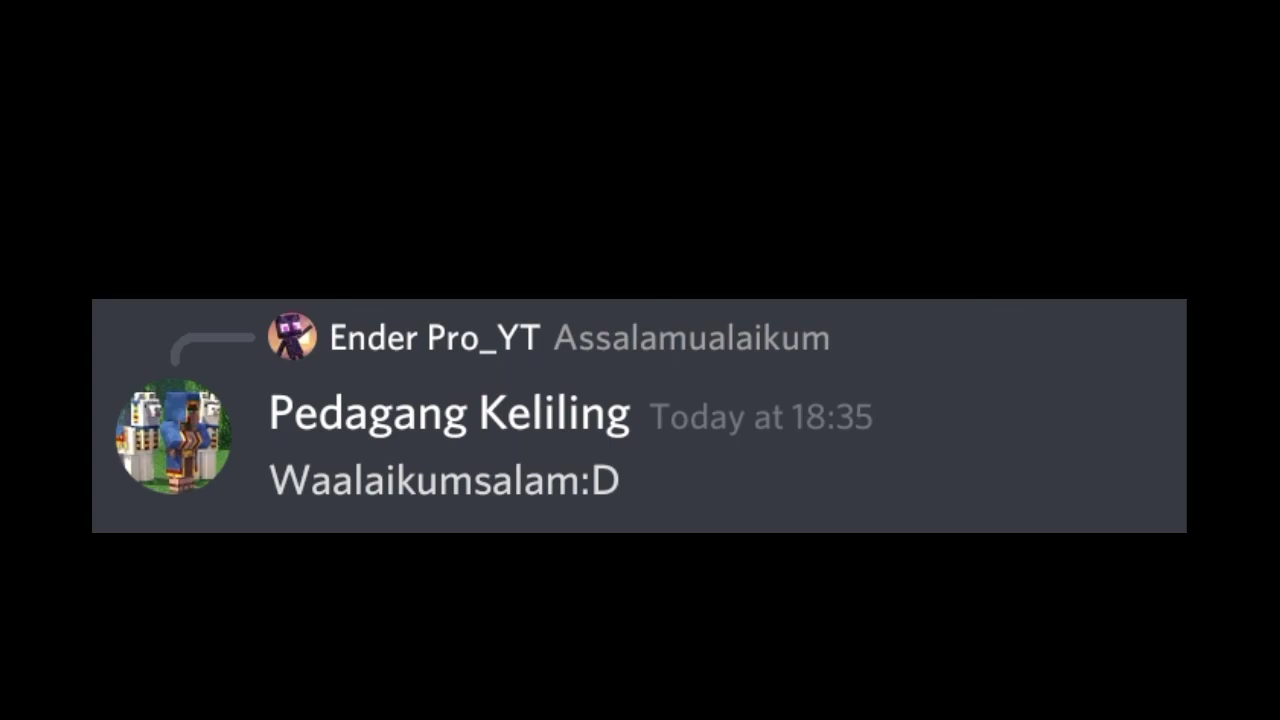 Ender Pro_YT Assalamualaikum
Pedagang Keliling Today at 18:35
Waalaikumsalam:D